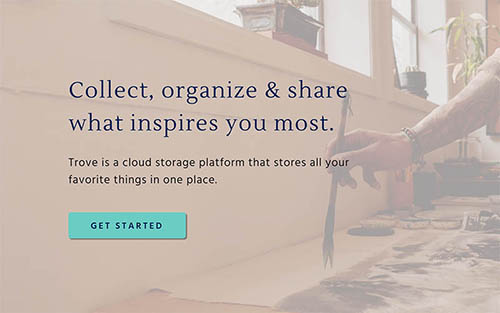 Collect, organize & share
what inspires you most.
Trove is a cloud storage platform that stores all your
favorite things in one place.
GET STARTED